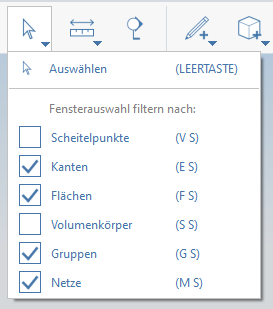 Auswählen (LEERTASTE)
Fensterauswahl filtern nach:
Scheitelpunkte (V S)
Kanten (E S)
Flächen (F S)
Volumenkörper (S S)
Gruppen (G S)
Netze (M S)